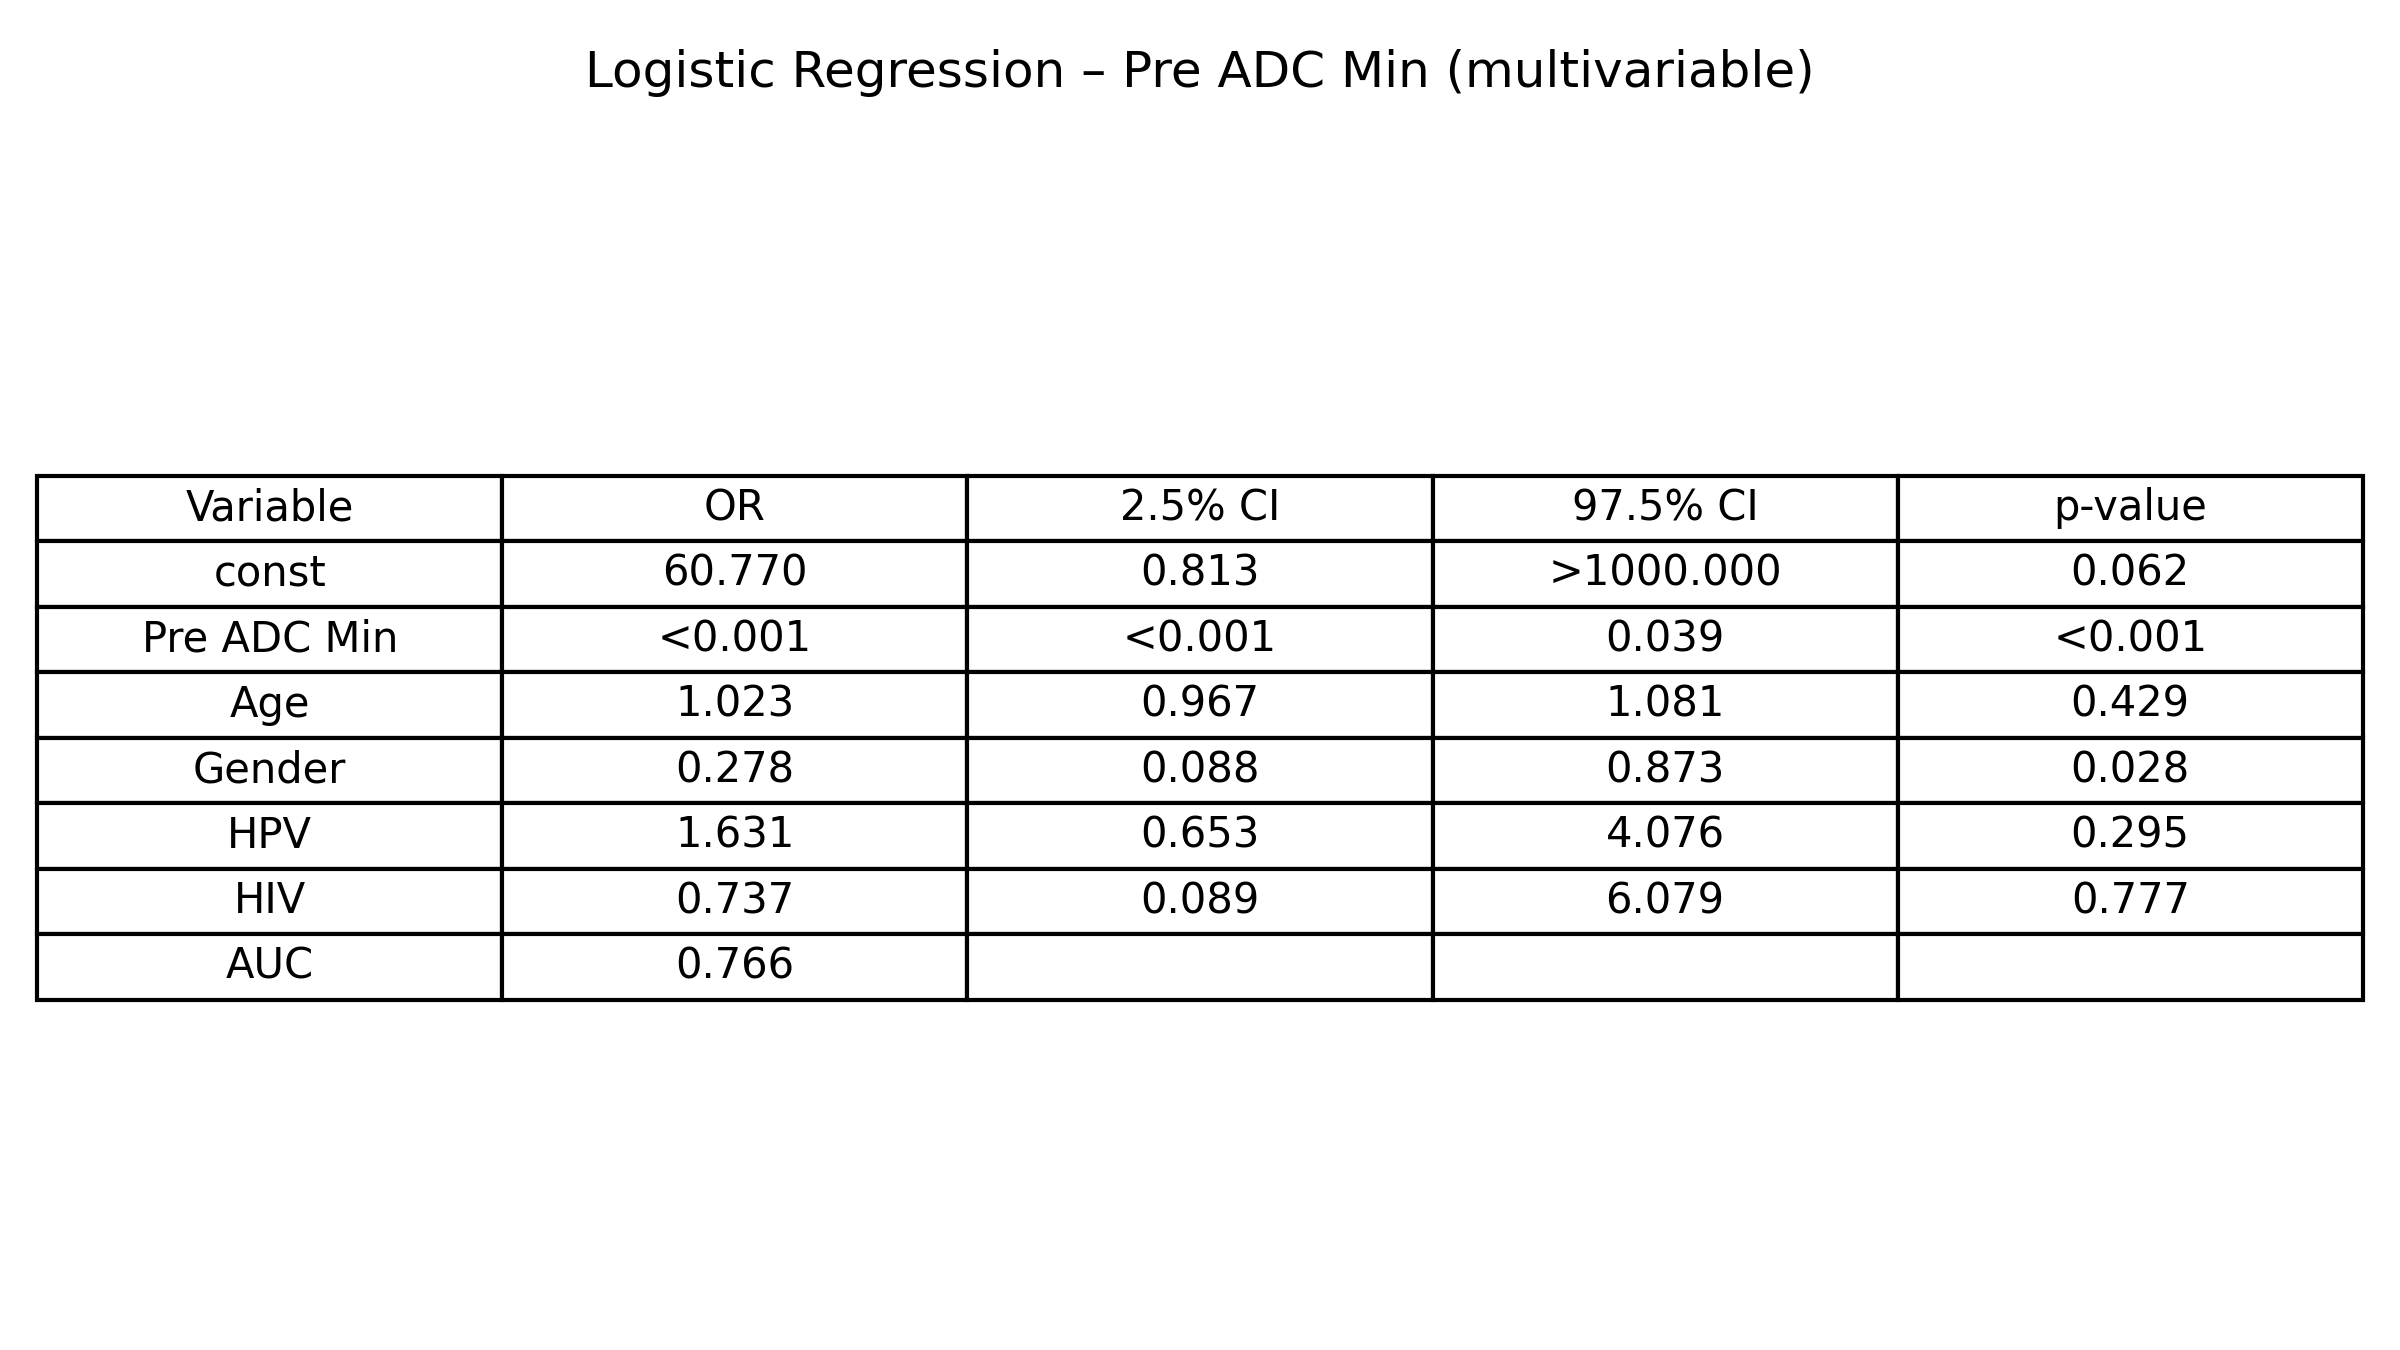 Logistic Regression – Pre ADC Min (multivariable)
Variable OR 2.5% CI 97.5% CI p-value
const 60.770 0.813 >1000.000 0.062
Pre ADC Min <0.001 <0.001 0.039 <0.001
Age 1.023 0.967 1.081 0.429
Gender 0.278 0.088 0.873 0.028
HPV 1.631 0.653 4.076 0.295
HIV 0.737 0.089 6.079 0.777
AUC 0.766